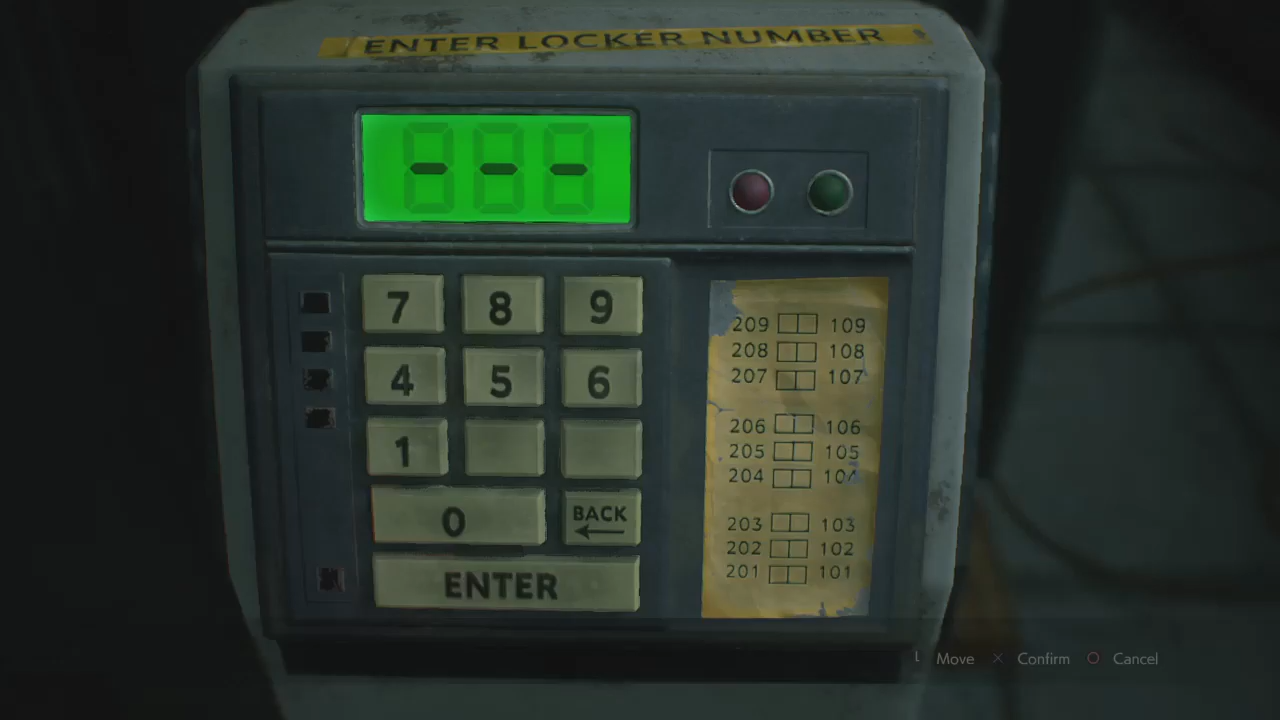 ENTER LOCKER NUMBER
- - -
7 8 9
4 5 6
1
0 BACK
ENTER
209 109
208 108
207 107
206 106
205 105
204 104
203 103
202 102
201 101
L Move X Confirm O Cancel